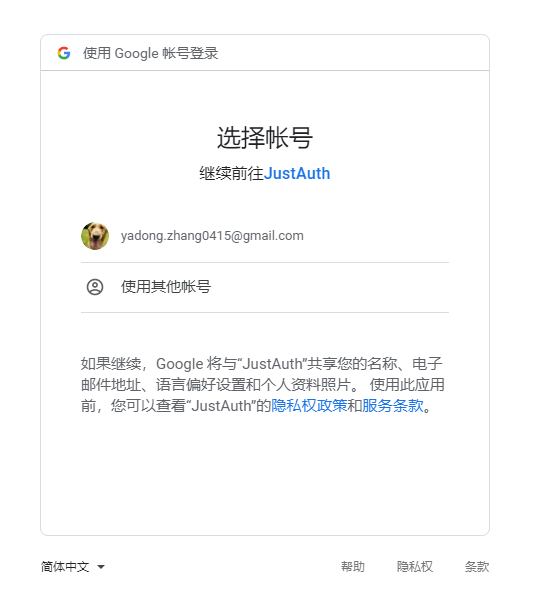 使用 Google 帐号登录
选择帐号
继续前往JustAuth
yadong.zhang0415@gmail.com
使用其他帐号
如果继续，Google 将与“JustAuth”共享您的名称、电子
邮件地址、语言偏好设置和个人资料照片。 使用此应用
前，您可以查看“JustAuth”的隐私权政策和服务条款。
简体中文 帮助 隐私权 条款